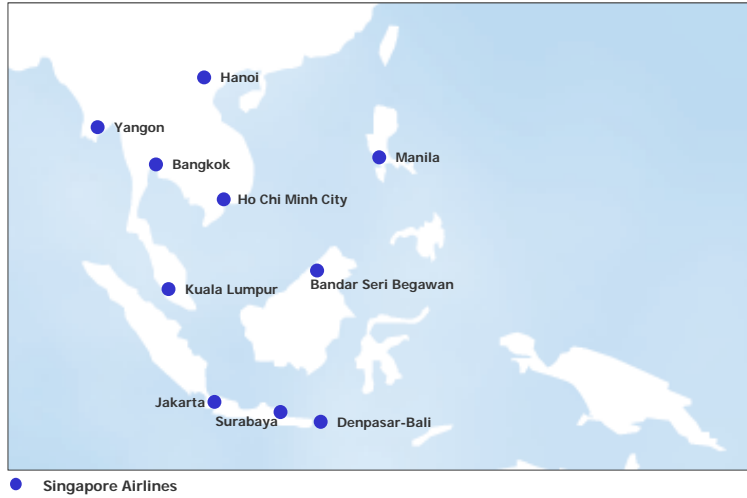 Hanoi
Yangon
Manila
Bangkok
Ho Chi Minh City
Bandar Seri Begawan
Kuala Lumpur
Jakarta
Surabaya
Denpasar-Bali
Singapore Airlines